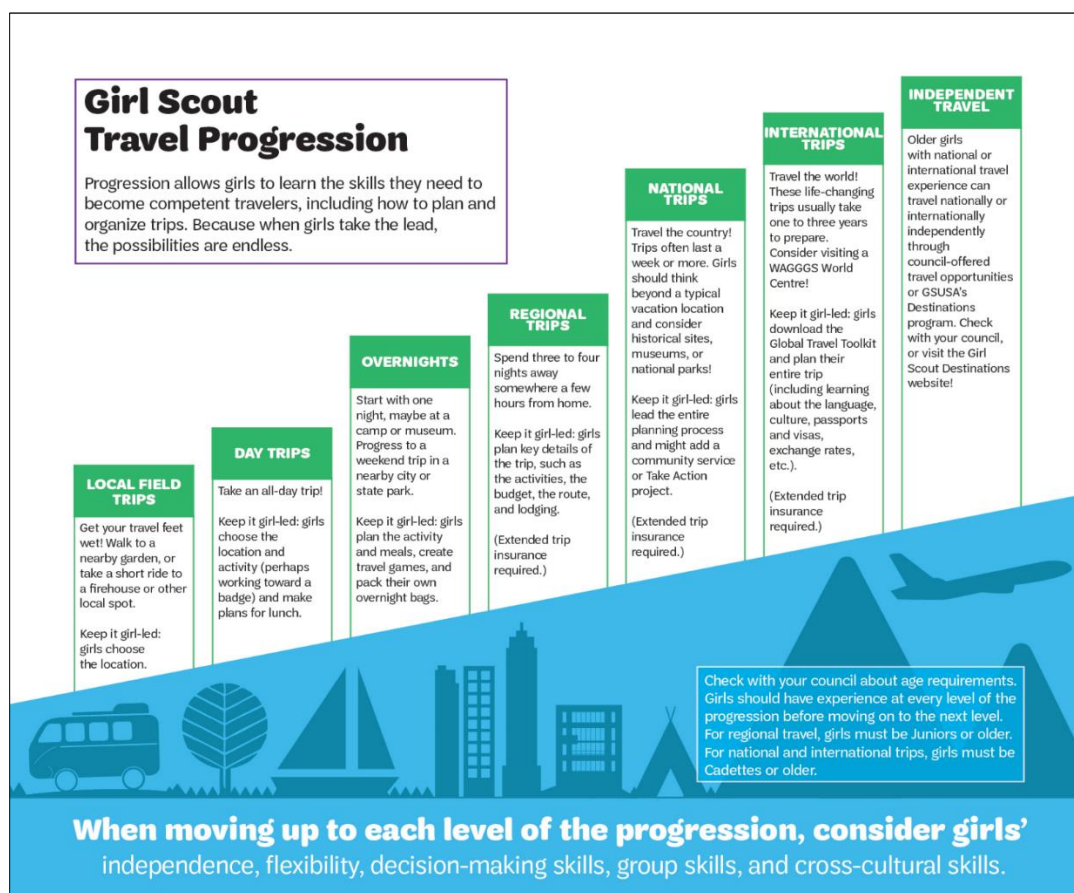 Girl Scout
Travel Progression
Progression allows girls to learn the skills they need to
become competent travelers, including how to plan and
organize trips. Because when girls take the lead,
the possibilities are endless.
LOCAL FIELD
TRIPS
Get your travel feet
wet! Walk to a
nearby garden, or
take a short ride to
a firehouse or other
local spot.
Keep it girl-led:
girls choose
the location.
DAY TRIPS
Take an all-day trip!
Keep it girl-led: girls
choose the
location and
activity (perhaps
working toward a
badge) and make
plans for lunch.
OVERNIGHTS
Start with one
night, maybe at a
camp or museum.
Progress to a
weekend trip in a
nearby city or
state park.
Keep it girl-led: girls
plan the activity
and meals, create
travel games, and
pack their own
overnight bags.
REGIONAL
TRIPS
Spend three to four
nights away
somewhere a few
hours from home.
Keep it girl-led: girls
plan key details of
the trip, such as
the activities, the
budget, the route,
and lodging.
(Extended trip
insurance
required.)
NATIONAL
TRIPS
Travel the country!
Trips often last a
week or more. Girls
should think
beyond a typical
vacation location
and consider
historical sites,
museums, or
national parks!
Keep it girl-led: girls
lead the entire
planning process
and might add a
community service
or Take Action
project.
(Extended trip
insurance
required.)
INTERNATIONAL
TRIPS
Travel the world!
These life-changing
trips usually take
one to three years
to prepare.
Consider visiting a
WAGGGS World
Centre!
Keep it girl-led: girls
download the
Global Travel Toolkit
and plan their
entire trip
(including learning
about the language,
culture, passports
and visas,
exchange rates,
etc.).
(Extended trip
insurance
required.)
INDEPENDENT
TRAVEL
Older girls
with national or
international travel
experience can
travel nationally or
internationally
independently
through
council-offered
travel opportunities
or GSUSA's
Destinations
program. Check
with your council,
or visit the Girl
Scout Destinations
website!
Check with your council about age requirements.
Girls should have experience at every level of the
progression before moving on to the next level.
For regional travel, girls must be Juniors or older.
For national and international trips, girls must be
Cadettes or older.
When moving up to each level of the progression, consider girls'
independence, flexibility, decision-making skills, group skills, and cross-cultural skills.